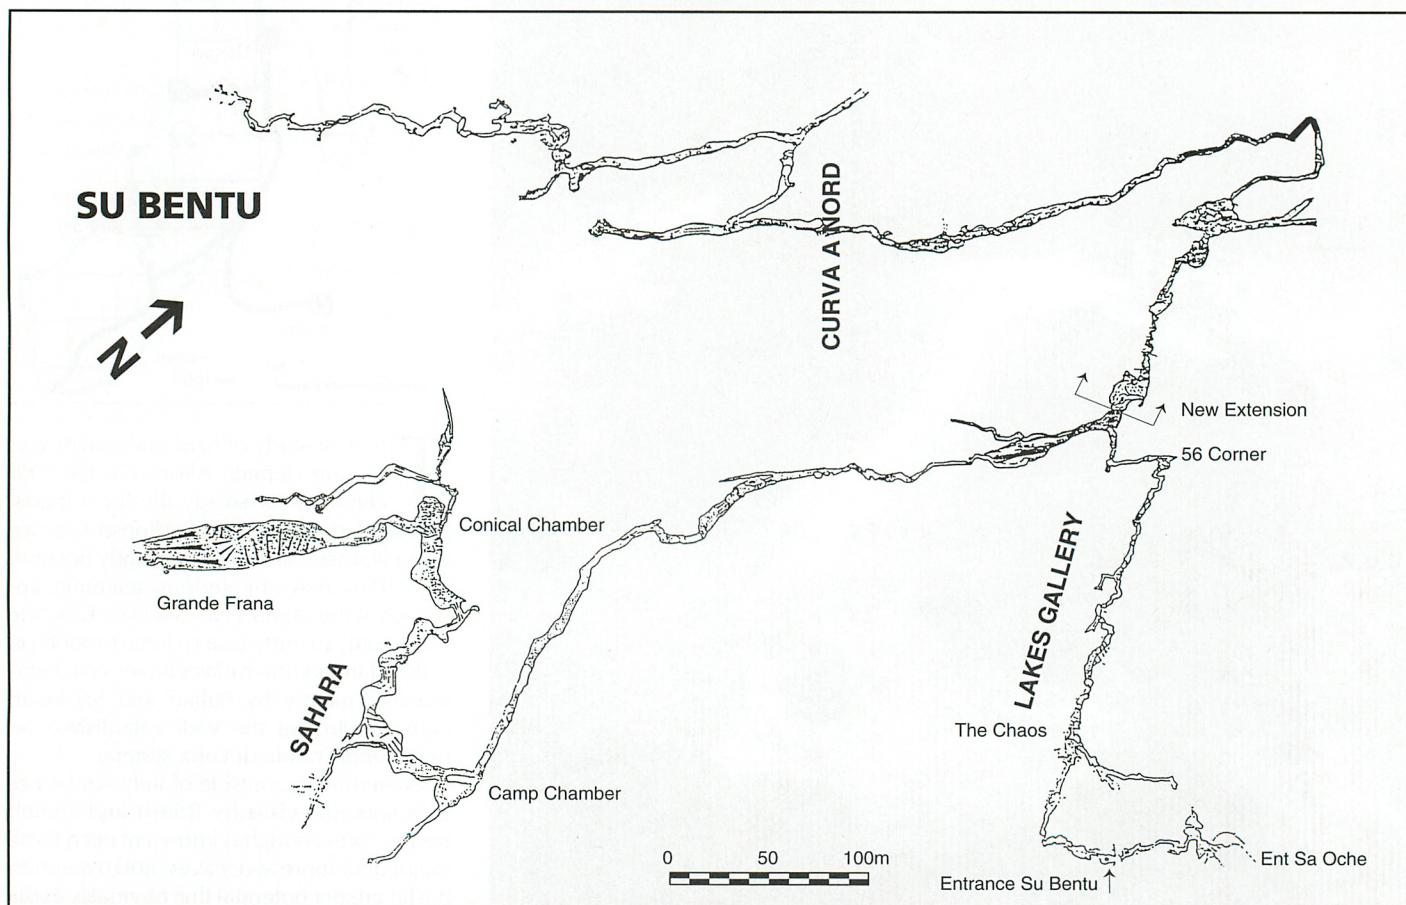 SU BENTU
N
CURVA A NORD
New Extension
56 Corner
Conical Chamber
Grande Frana
LAKES GALLERY
SAHARA
The Chaos
Camp Chamber
0 50 100m
Ent Sa Oche
Entrance Su Bentu